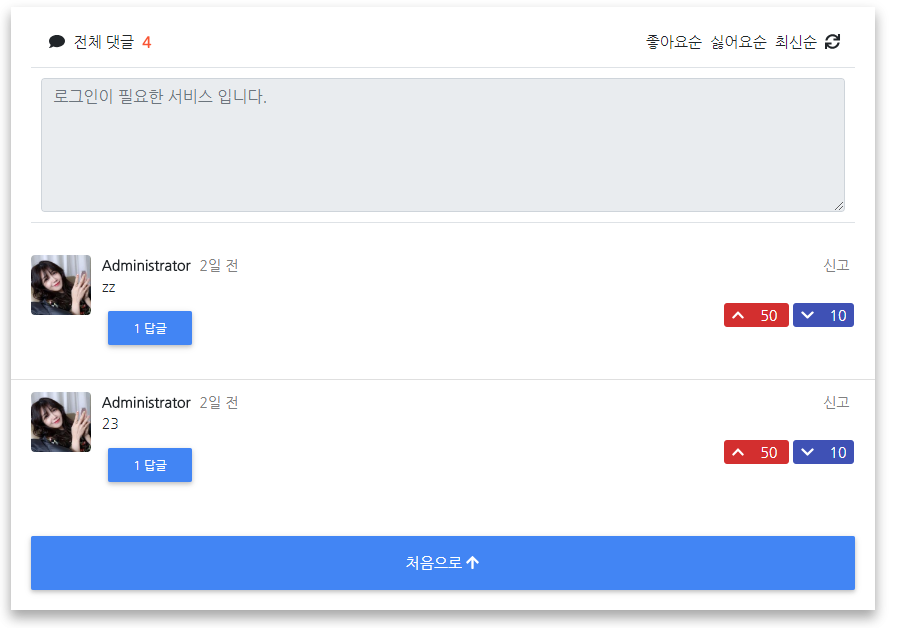 전체 댓글 4 좋아요순 싫어요순 최신순
로그인이 필요한 서비스 입니다.
Administrator 2일 전 신고
zz
50 10
1 답글
Administrator 2일 전 신고
23
50 10
1 답글
처음으로